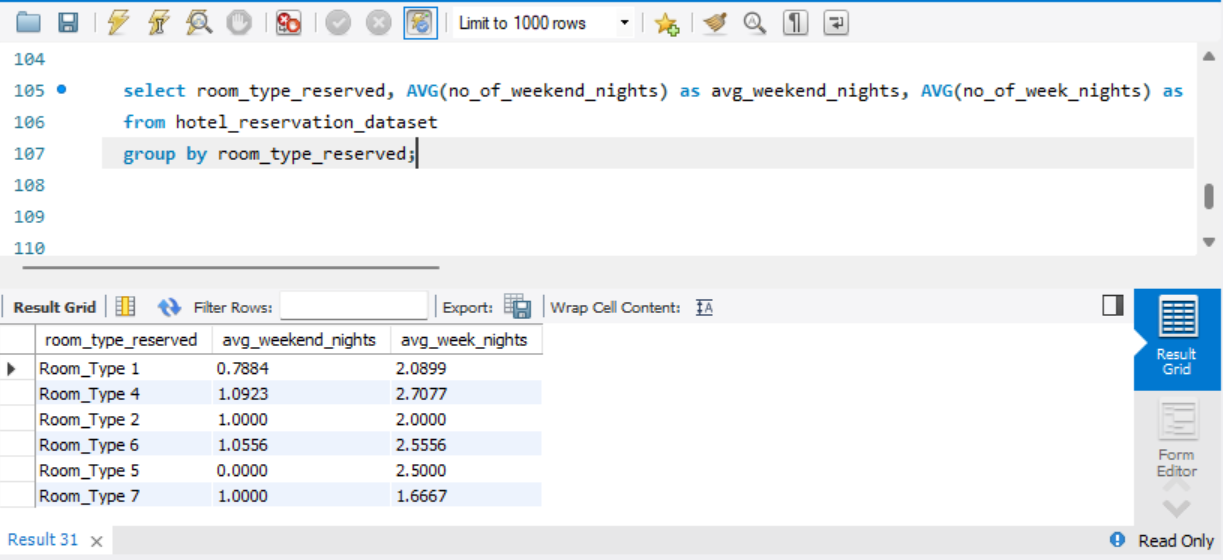 Limit to 1000 rows
104
105 select room_type_reserved, AVG(no_of_weekend_nights) as avg_weekend_nights, AVG(no_of_week_nights) as
106 from hotel_reservation_dataset
107 group by room_type_reserved;
108
109
110
Result Grid Filter Rows: Export: Wrap Cell Content:
room_type_reserved avg_weekend_nights avg_week_nights
Room_Type 1 0.7884 2.0899
Room_Type 4 1.0923 2.7077
Room_Type 2 1.0000 2.0000
Room_Type 6 1.0556 2.5556
Room_Type 5 0.0000 2.5000
Room_Type 7 1.0000 1.6667
Result
Grid
Form
Editor
Result 31 Read Only